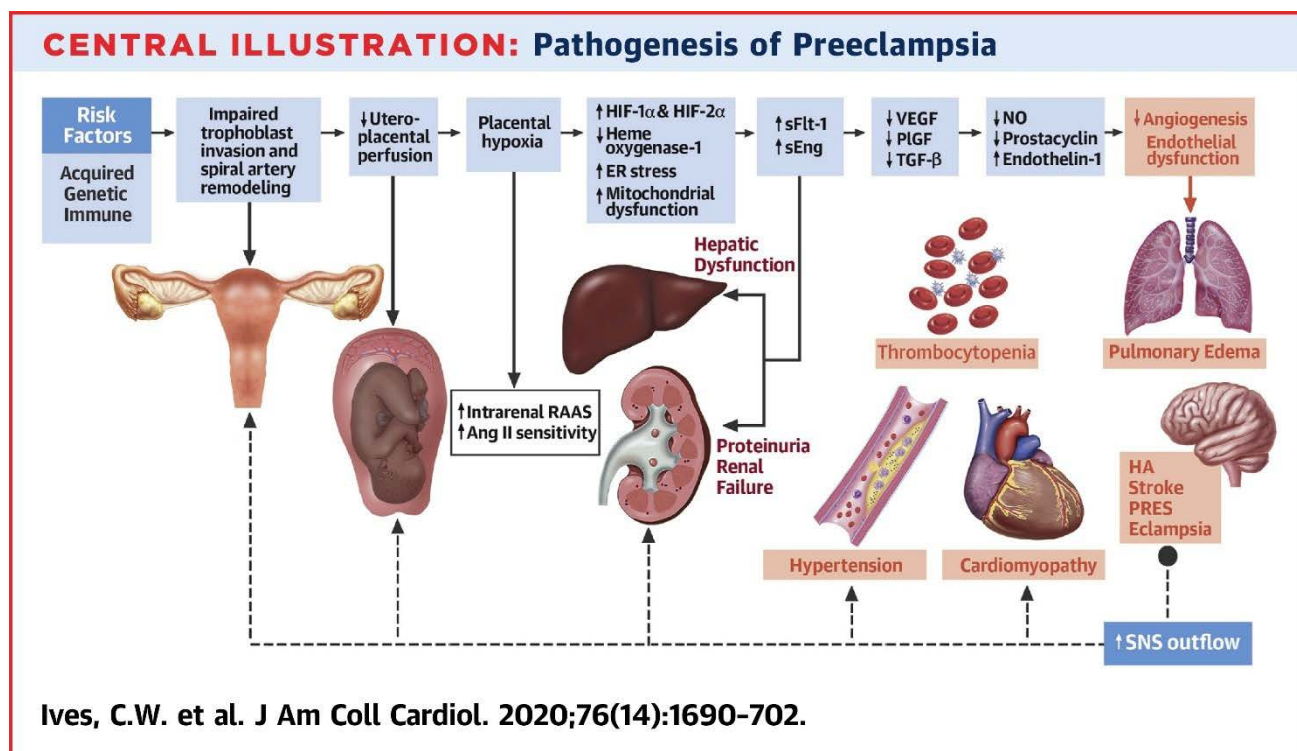 CENTRAL ILLUSTRATION: Pathogenesis of Preeclampsia
Risk
Factors
Acquired
Genetic
Immune
Impaired
trophoblast
invasion and
spiral artery
remodeling
↓Utero-
placental
perfusion
Placental
hypoxia
↑HIF-1α & HIF-2α
↓Heme
oxygenase-1
↑ER stress
↑Mitochondrial
dysfunction
↑sFlt-1
↑sEng
↓VEGF
↓PlGF
↓TGF-β
↓NO
↓Prostacyclin
↑Endothelin-1
↓Angiogenesis
Endothelial
dysfunction
Hepatic
Dysfunction
↑Intrarenal RAAS
↑Ang II sensitivity
Proteinuria
Renal
Failure
Thrombocytopenia
Pulmonary Edema
Hypertension
Cardiomyopathy
HA
Stroke
PRES
Eclampsia
↑SNS outflow
Ives, C.W. et al. J Am Coll Cardiol. 2020;76(14):1690-702.